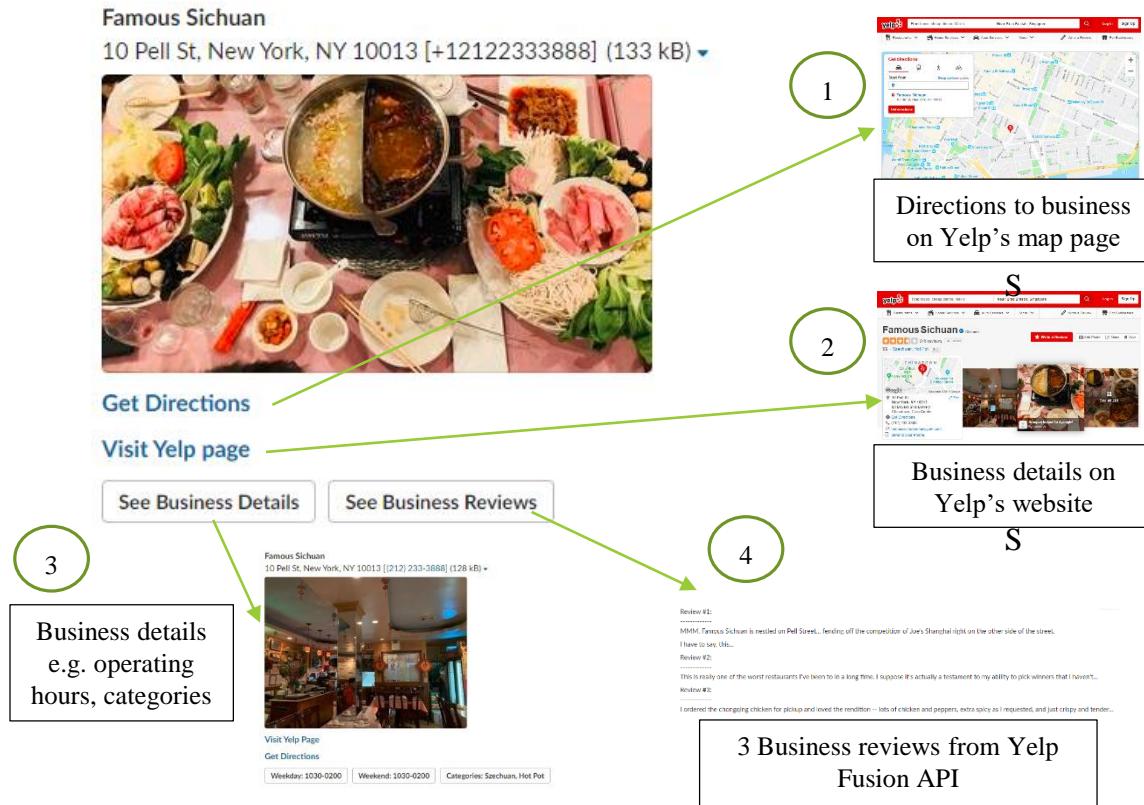 Famous Sichuan
10 Pell St, New York, NY 10013 [+12122333888] (133 kB)
Get Directions
Visit Yelp page
See Business Details
See Business Reviews
1
Directions to business
on Yelp's map page
S
2
Famous Sichuan
Business details on
Yelp's website
S
3
Business details
e.g. operating
hours, categories
Famous Sichuan
10 Pell St, New York, NY 10013 [(212) 233-3888] (128 kB)
Visit Yelp Page
Get Directions
Weekday: 1030-0200
Weekend: 1030-0200
Categories: Szechuan, Hot Pot
4
Review #1:
-------------
MMM. Famous Sichuan is nestled on Pell Street... fending off the competition of Joe's Shanghai right on the other side of the street.
I have to say, this...
Review #2:
-------------
This is really one of the worst restaurants I've been to in a long time. I suppose it's actually a testament to my ability to pick winners that I haven't...
Review #3:
-------------
I ordered the chongqing chicken for pickup and loved the rendition -- lots of chicken and peppers, extra spicy as I requested, and just crispy and tender...
3 Business reviews from Yelp
Fusion API